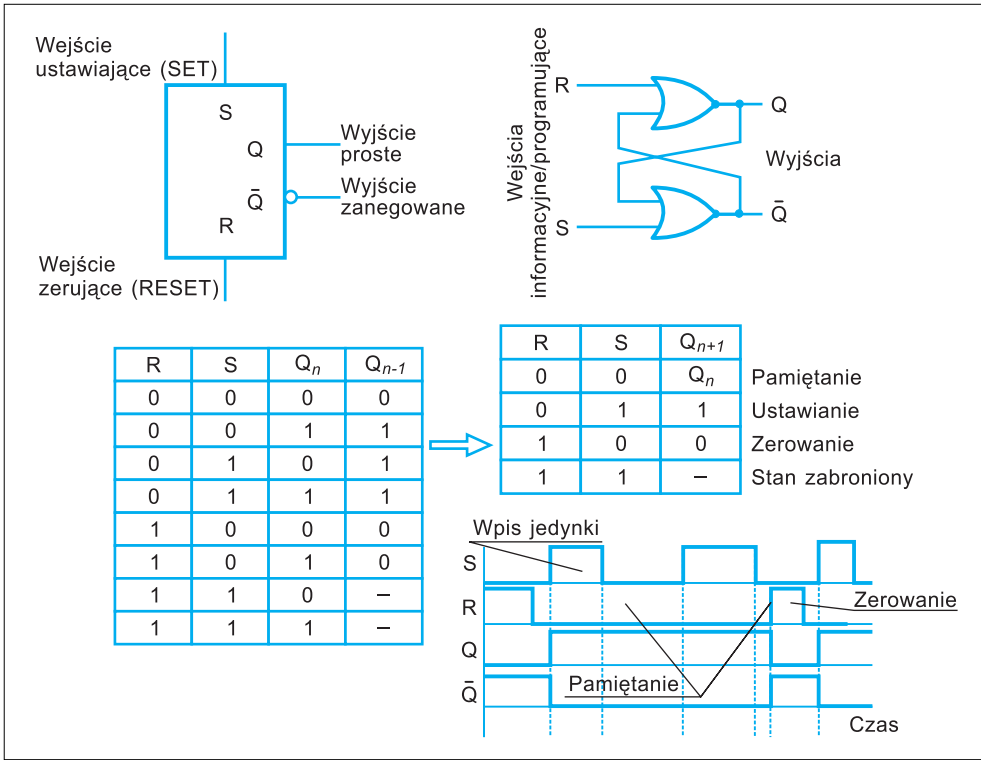 Wejście
ustawiające (SET)
S
Q
Q̄
R
Wyjście
proste
Wyjście
zanegowane
Wejście
zerujące (RESET)
Wejścia
informacyjne/programujące
R
S
Q
Wyjścia
Q̄
R S Qn Qn-1
0 0 0 0
0 0 1 1
0 1 0 1
0 1 1 1
1 0 0 0
1 0 1 0
1 1 0 –
1 1 1 –
R S Qn+1
0 0 Qn Pamiętanie
0 1 1 Ustawianie
1 0 0 Zerowanie
1 1 – Stan zabroniony
Wpis jedynki
S
R
Zerowanie
Q
Pamiętanie
Q̄
Czas